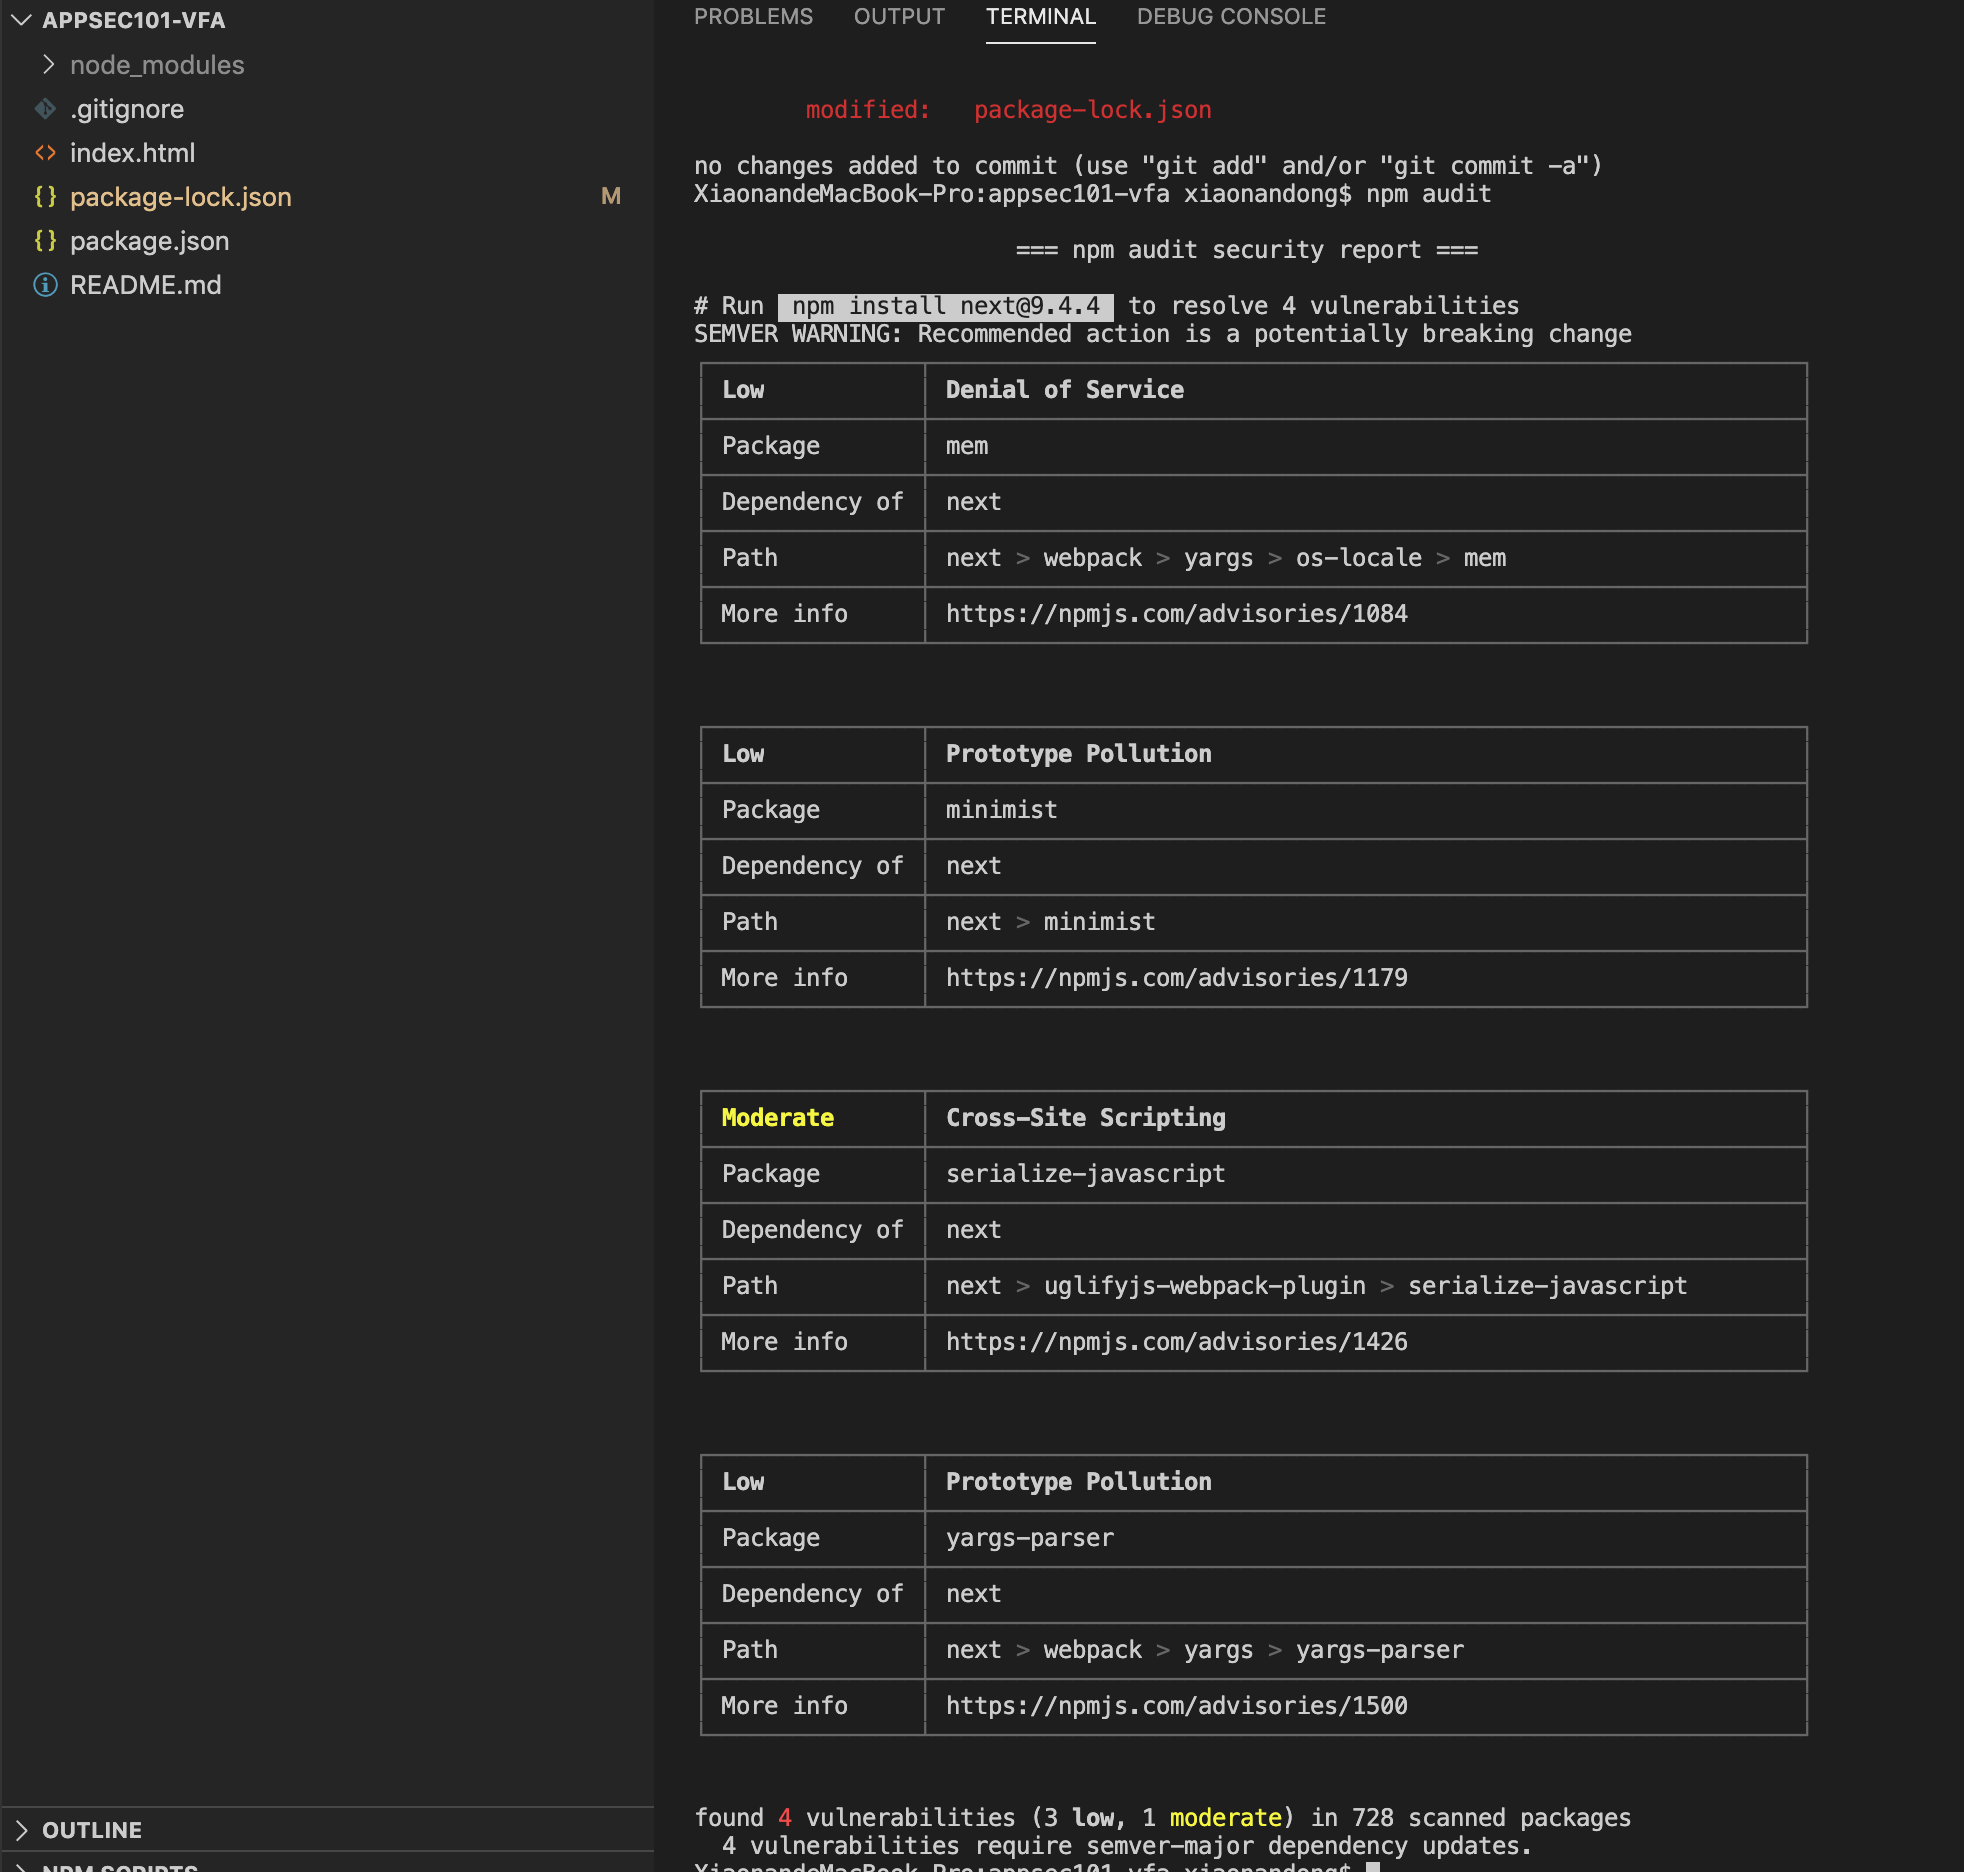 APPSEC101-VFA
node_modules
.gitignore
index.html
package-lock.json M
package.json
README.md
OUTLINE
NPM SCRIPTS
PROBLEMS OUTPUT TERMINAL DEBUG CONSOLE
modified: package-lock.json
no changes added to commit (use "git add" and/or "git commit -a")
XiaonandeMacBook-Pro:appsec101-vfa xiaonandong$ npm audit
=== npm audit security report ===
# Run npm install next@9.4.4 to resolve 4 vulnerabilities
SEMVER WARNING: Recommended action is a potentially breaking change
Low Denial of Service
Package mem
Dependency of next
Path next > webpack > yargs > os-locale > mem
More info https://npmjs.com/advisories/1084
Low Prototype Pollution
Package minimist
Dependency of next
Path next > minimist
More info https://npmjs.com/advisories/1179
Moderate Cross-Site Scripting
Package serialize-javascript
Dependency of next
Path next > uglifyjs-webpack-plugin > serialize-javascript
More info https://npmjs.com/advisories/1426
Low Prototype Pollution
Package yargs-parser
Dependency of next
Path next > webpack > yargs > yargs-parser
More info https://npmjs.com/advisories/1500
found 4 vulnerabilities (3 low, 1 moderate) in 728 scanned packages
4 vulnerabilities require semver-major dependency updates.
XiaonandeMacBook-Pro:appsec101-vfa xiaonandong$